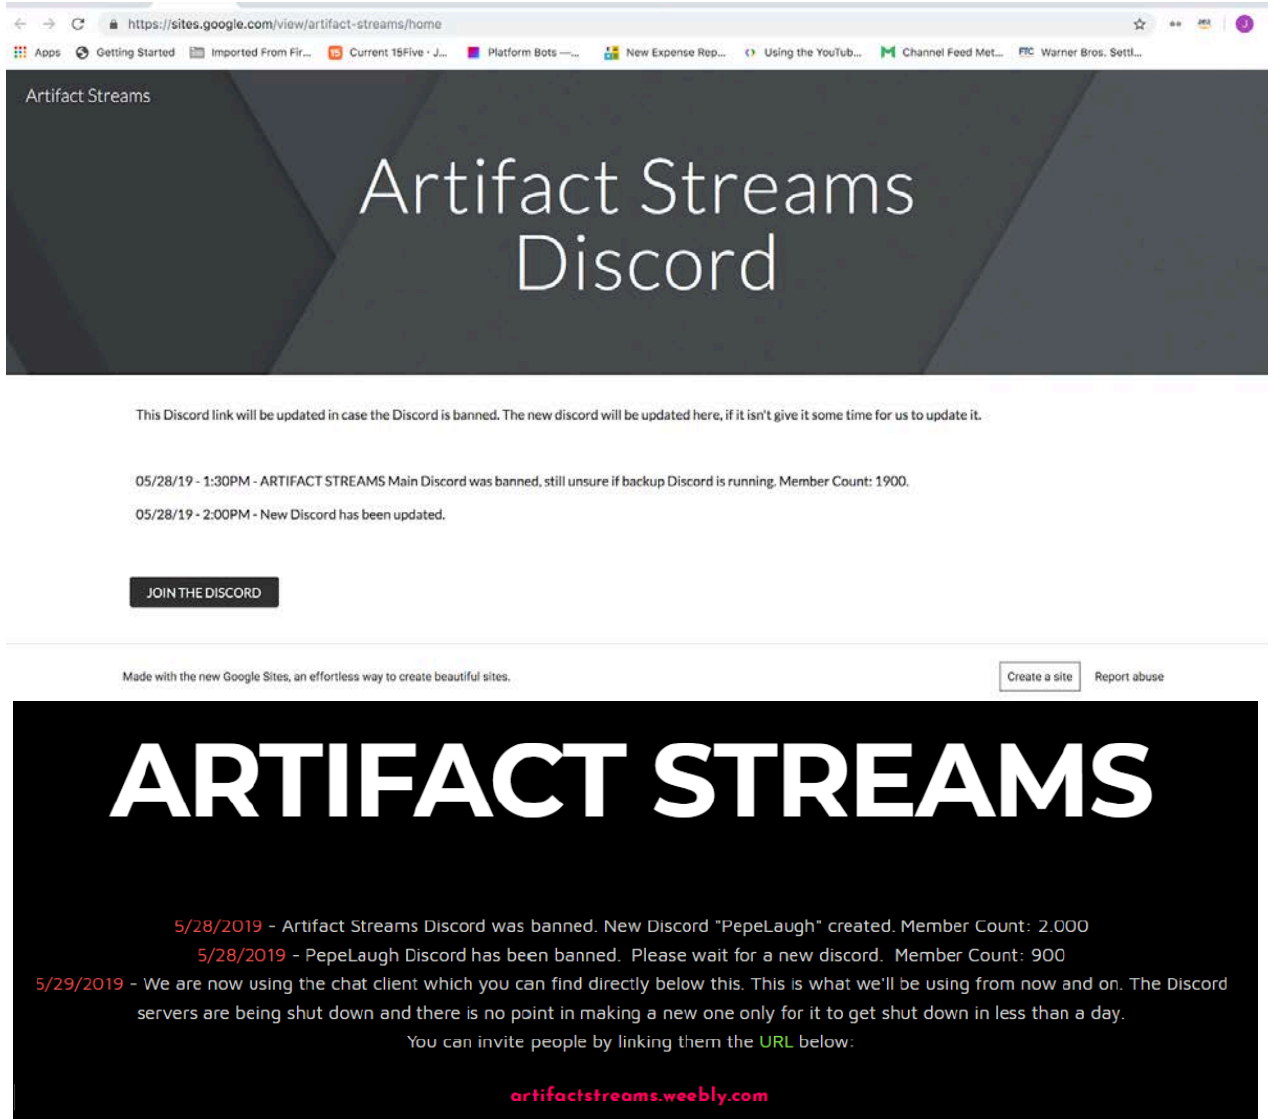 https://sites.google.com/view/artifact-streams/home
Apps Getting Started Imported From Fir... 15 Current 15Five · J... Platform Bots —... New Expense Rep... Using the YouTub... Channel Feed Met... FTC Warner Bros. Settl...
Artifact Streams
Artifact Streams
Discord
This Discord link will be updated in case the Discord is banned. The new discord will be updated here, if it isn't give it some time for us to update it.
05/28/19 - 1:30PM - ARTIFACT STREAMS Main Discord was banned, still unsure if backup Discord is running. Member Count: 1900.
05/28/19 - 2:00PM - New Discord has been updated.
JOIN THE DISCORD
Made with the new Google Sites, an effortless way to create beautiful sites. Create a site Report abuse
ARTIFACT STREAMS
5/28/2019 - Artifact Streams Discord was banned. New Discord "PepeLaugh" created. Member Count: 2.000
5/28/2019 - PepeLaugh Discord has been banned. Please wait for a new discord. Member Count: 900
5/29/2019 - We are now using the chat client which you can find directly below this. This is what we'll be using from now and on. The Discord
servers are being shut down and there is no point in making a new one only for it to get shut down in less than a day.
You can invite people by linking them the URL below:
artifactstreams.weebly.com